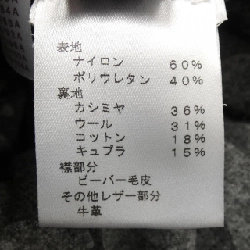 表地
ナイロン 60%
ポリウレタン 40%
裏地
カシミヤ 36%
ウール 31%
コットン 18%
キュプラ 15%
襟部分
ビーバー毛皮
その他レザー部分
牛革